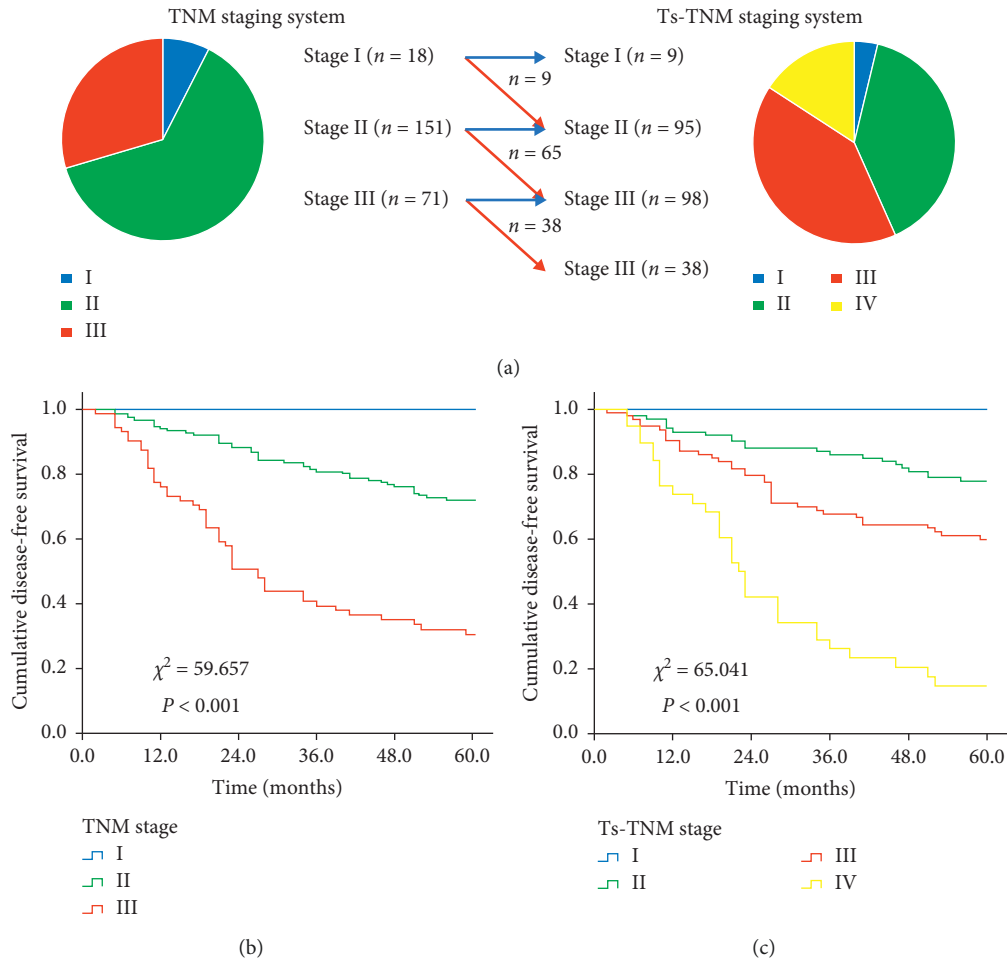 TNM staging system
Ts-TNM staging system
Stage I (n = 18)
Stage I (n = 9)
n = 9
Stage II (n = 151)
Stage II (n = 95)
n = 65
Stage III (n = 71)
Stage III (n = 98)
n = 38
Stage III (n = 38)
I
II
III
I
II
III
IV
(a)
Cumulative disease-free survival
1.0
0.8
0.6
0.4
0.2
0.0
χ² = 59.657
P < 0.001
0.0 12.0 24.0 36.0 48.0 60.0
Time (months)
TNM stage
I
II
III
(b)
Cumulative disease-free survival
1.0
0.8
0.6
0.4
0.2
0.0
χ² = 65.041
P < 0.001
0.0 12.0 24.0 36.0 48.0 60.0
Time (months)
Ts-TNM stage
I
II
III
IV
(c)